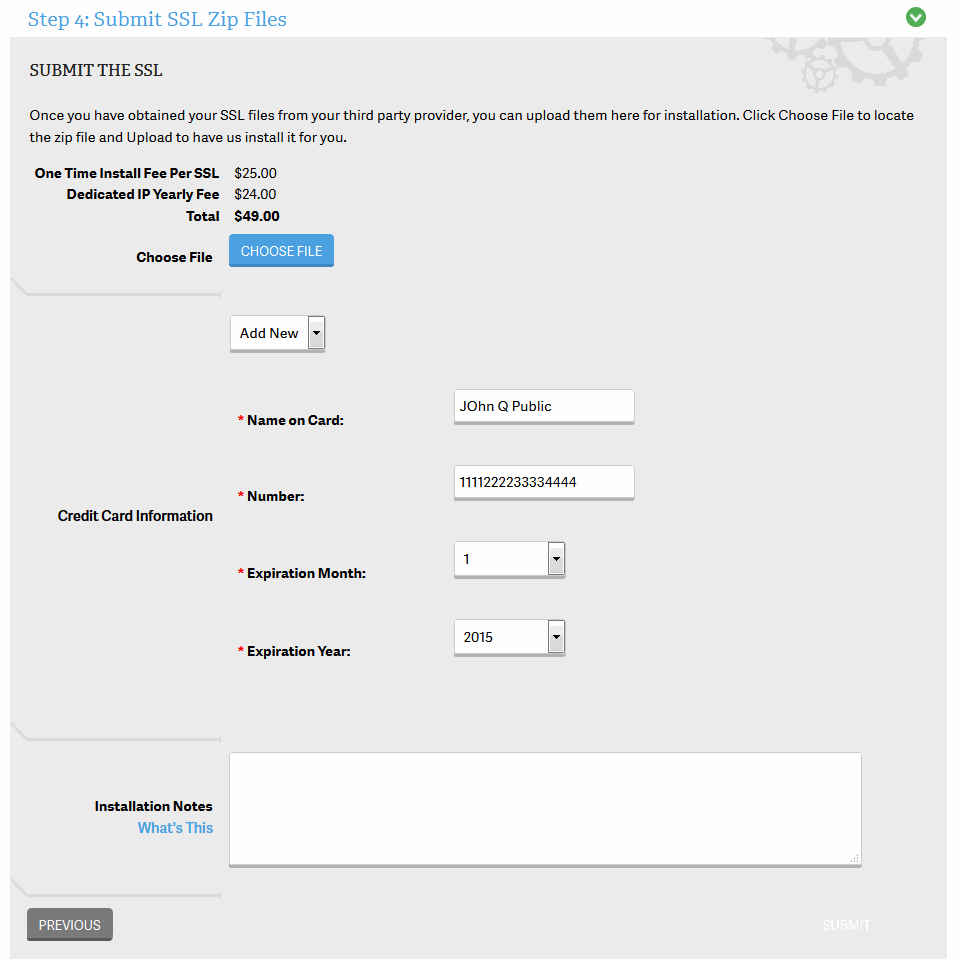 Step 4: Submit SSL Zip Files
SUBMIT THE SSL
Once you have obtained your SSL files from your third party provider, you can upload them here for installation. Click Choose File to locate
the zip file and Upload to have us install it for you.
One Time Install Fee Per SSL $25.00
Dedicated IP Yearly Fee $24.00
Total $49.00
Choose File CHOOSE FILE
Add New
* Name on Card: JOhn Q Public
* Number: 1111222233334444
Credit Card Information
* Expiration Month: 1
* Expiration Year: 2015
Installation Notes
What's This
PREVIOUS SUBMIT